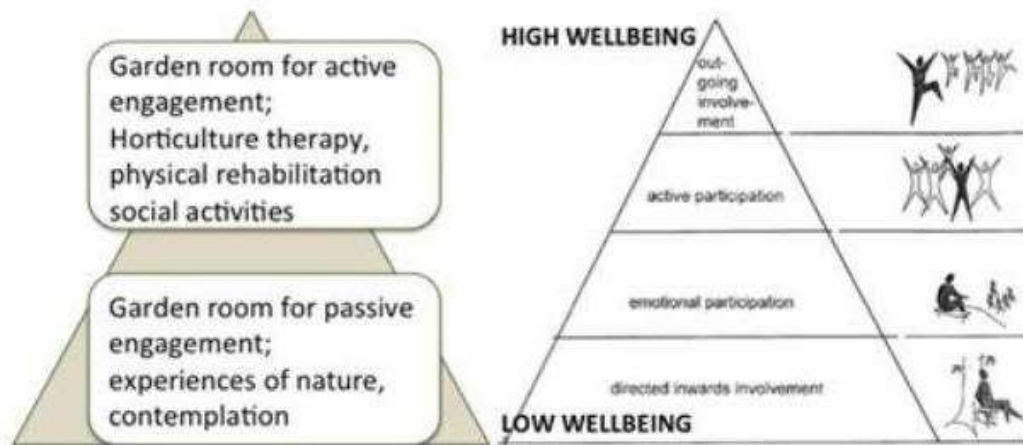 Garden room for active
engagement;
Horticulture therapy,
physical rehabilitation
social activities
Garden room for passive
engagement;
experiences of nature,
contemplation
HIGH WELLBEING
out-
going
involve-
ment
active participation
emotional participation
directed inwards involvement
LOW WELLBEING